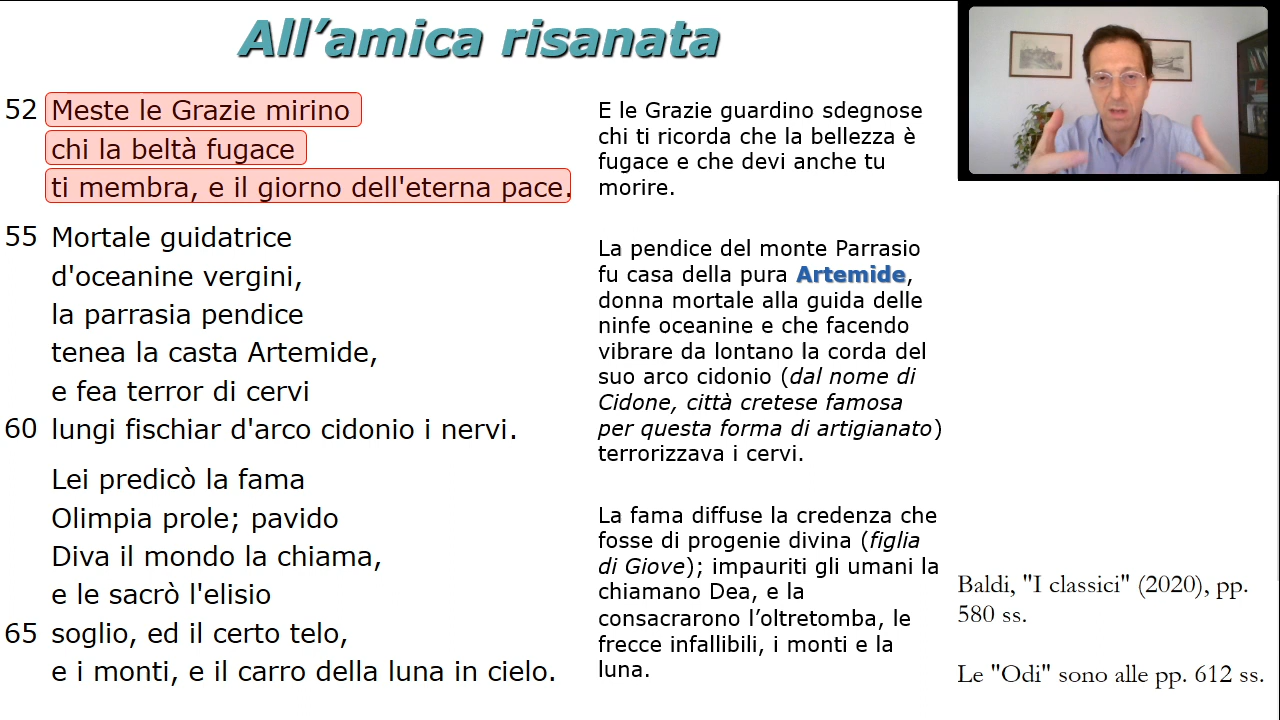 All'amica risanata
52 Meste le Grazie mirino
chi la beltà fugace
ti membra, e il giorno dell'eterna pace.
55 Mortale guidatrice
d'oceanine vergini,
la parrasia pendice
tenea la casta Artemide,
e fea terror di cervi
60 lungi fischiar d'arco cidonio i nervi.
Lei predicò la fama
Olimpia prole; pavido
Diva il mondo la chiama,
e le sacrò l'elisio
65 soglio, ed il certo telo,
e i monti, e il carro della luna in cielo.
E le Grazie guardino sdegnose
chi ti ricorda che la bellezza è
fugace e che devi anche tu
morire.
La pendice del monte Parrasio
fu casa della pura Artemide,
donna mortale alla guida delle
ninfe oceanine e che facendo
vibrare da lontano la corda del
suo arco cidonio (dal nome di
Cidone, città cretese famosa
per questa forma di artigianato)
terrorizzava i cervi.
La fama diffuse la credenza che
fosse di progenie divina (figlia
di Giove); impauriti gli umani la
chiamano Dea, e la
consacrarono l’oltretomba, le
frecce infallibili, i monti e la
luna.
Baldi, "I classici" (2020), pp.
580 ss.
Le "Odi" sono alle pp. 612 ss.